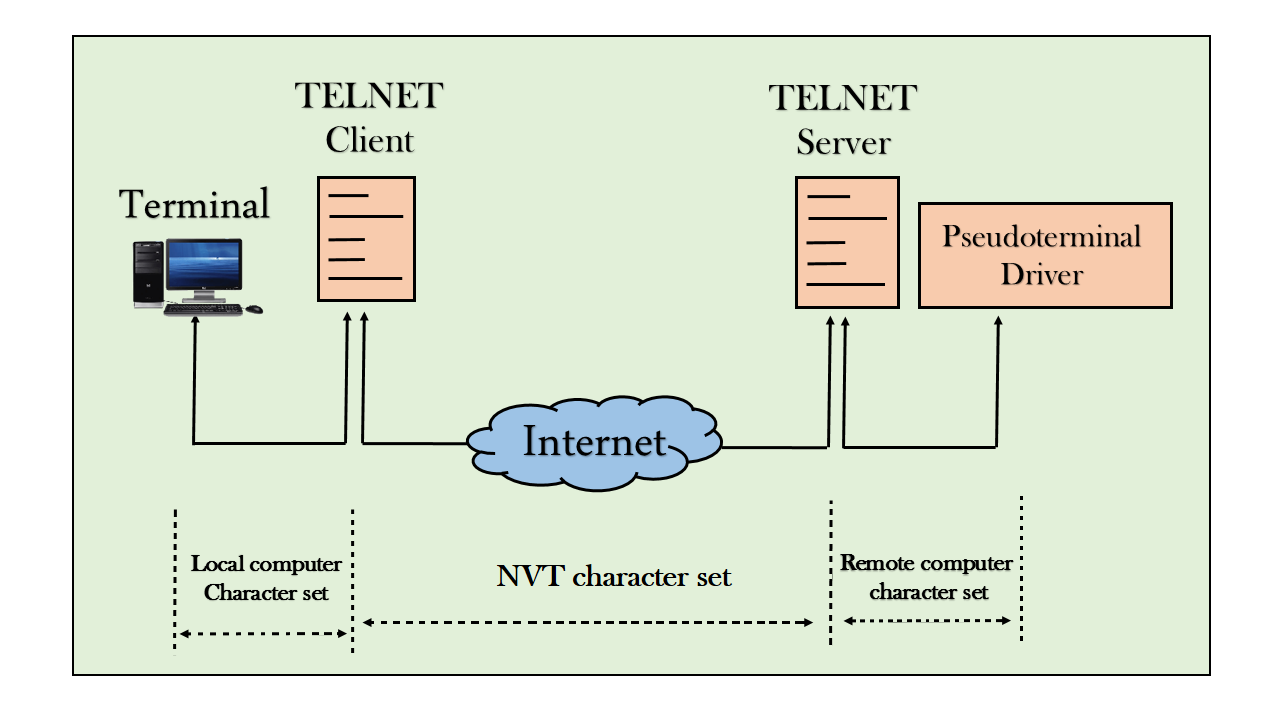 TELNET
Client
TELNET
Server
Terminal
Pseudoterminal
Driver
Internet
Local computer
Character set
NVT character set
Remote computer
character set